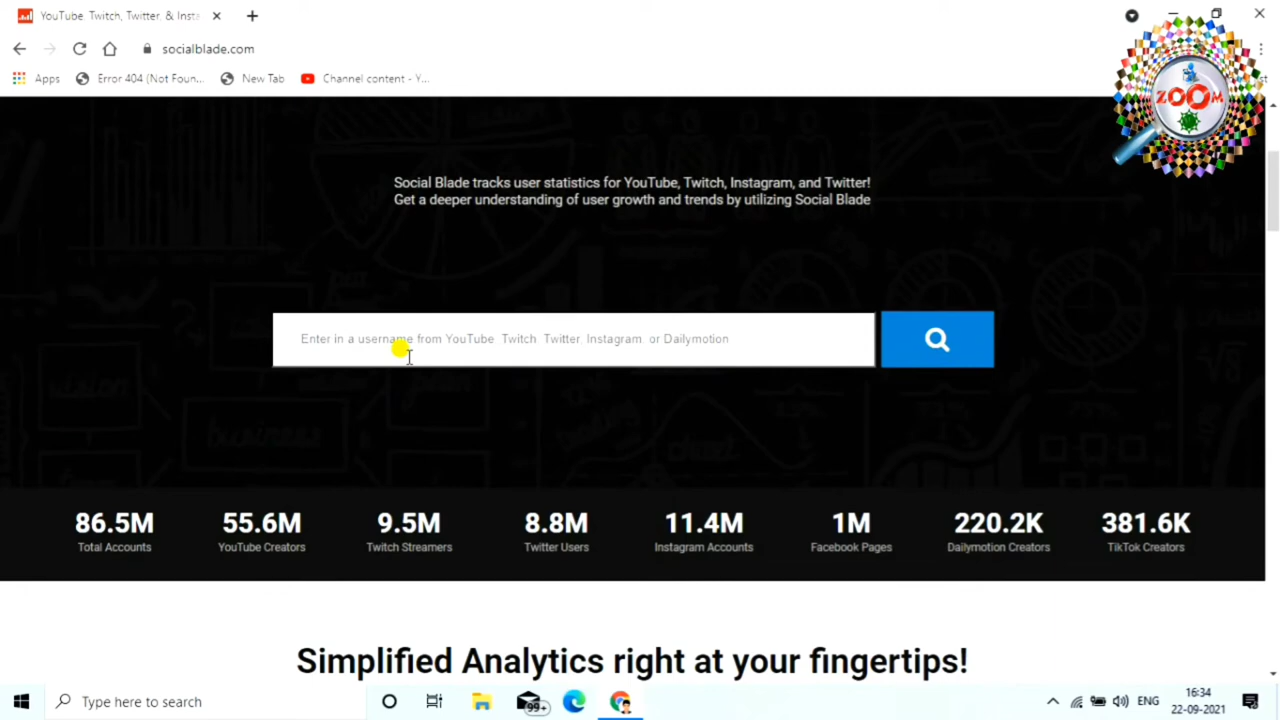 YouTube, Twitch, Twitter, & Insta
socialblade.com
Apps
Error 404 (Not Foun...
New Tab
Channel content - Y...
ZOOM
Social Blade tracks user statistics for YouTube, Twitch, Instagram, and Twitter!
Get a deeper understanding of user growth and trends by utilizing Social Blade
Enter in a username from YouTube Twitch Twitter Instagram or Dailymotion
business
86.5M 55.6M 9.5M 8.8M 11.4M 1M 220.2K 381.6K
Total Accounts YouTube Creators Twitch Streamers Twitter Users Instagram Accounts Facebook Pages Dailymotion Creators TikTok Creators
Simplified Analytics right at your fingertips!
Type here to search
99+
ENG
16:34
22-09-2021